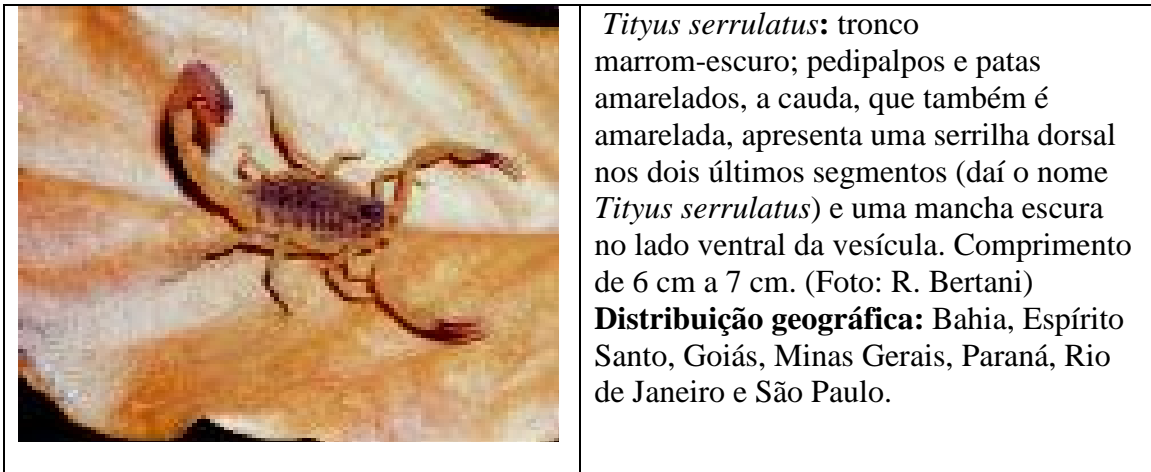 Tityus serrulatus: tronco
marrom-escuro; pedipalpos e patas
amarelados, a cauda, que também é
amarelada, apresenta uma serrilha dorsal
nos dois últimos segmentos (daí o nome
Tityus serrulatus) e uma mancha escura
no lado ventral da vesícula. Comprimento
de 6 cm a 7 cm. (Foto: R. Bertani)
Distribuição geográfica: Bahia, Espírito
Santo, Goiás, Minas Gerais, Paraná, Rio
de Janeiro e São Paulo.